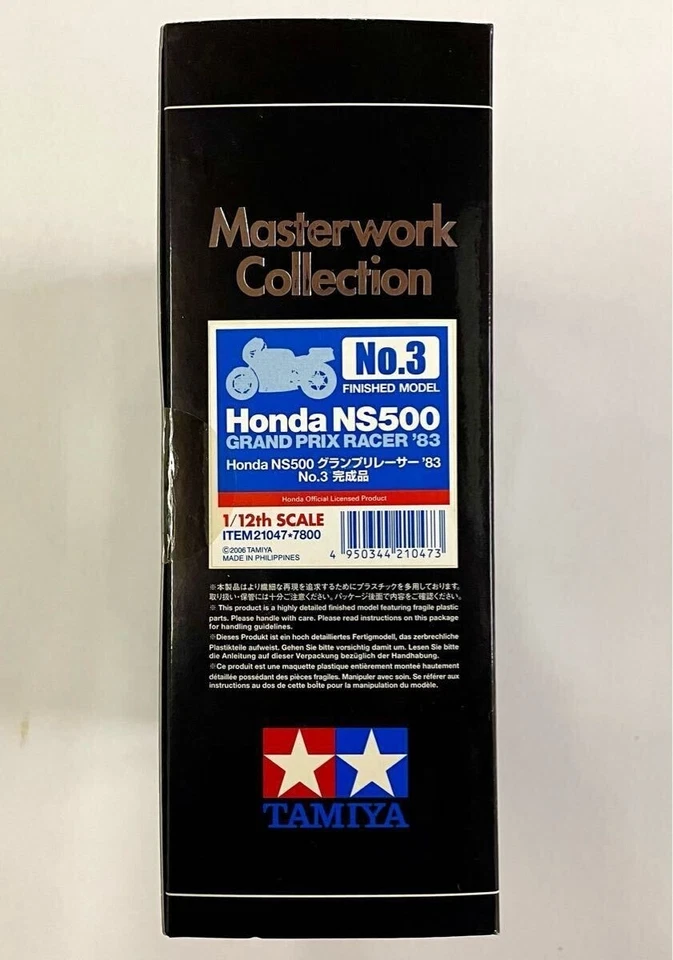 Masterwork
Collection
No.3
FINISHED MODEL
Honda NS500
GRAND PRIX RACER '83
Honda NS500 グランプリレーサー '83
No.3 完成品
Honda Official Licensed Product
1/12th SCALE
ITEM21047★7800
©2006 TAMIYA
MADE IN PHILIPPINES
4 950344 210473
※本製品はより繊細な再現を追求するためにプラスチックを多用しております。
取り扱い・保管には十分ご注意ください。パッケージ後面で内容をご確認ください。
※ This product is a highly detailed finished model featuring fragile plastic
parts. Please handle with care. Please read instructions on this package
for handling guidelines.
※Dieses Produkt ist ein hoch detailliertes Fertigmodell, das zerbrechliche
Plastikteile aufweist. Gehen Sie bitte vorsichtig damit um. Lesen Sie bitte
die Anleitung auf dieser Verpackung bezüglich der Handhabung.
※Ce produit est une maquette plastique entièrement monteé hautement
détaillée possédant des pièces fragiles. Manipuler avec soin. Se référer aux
instructions au dos de cette boîte pour la manipulation du modèle.
TAMIYA